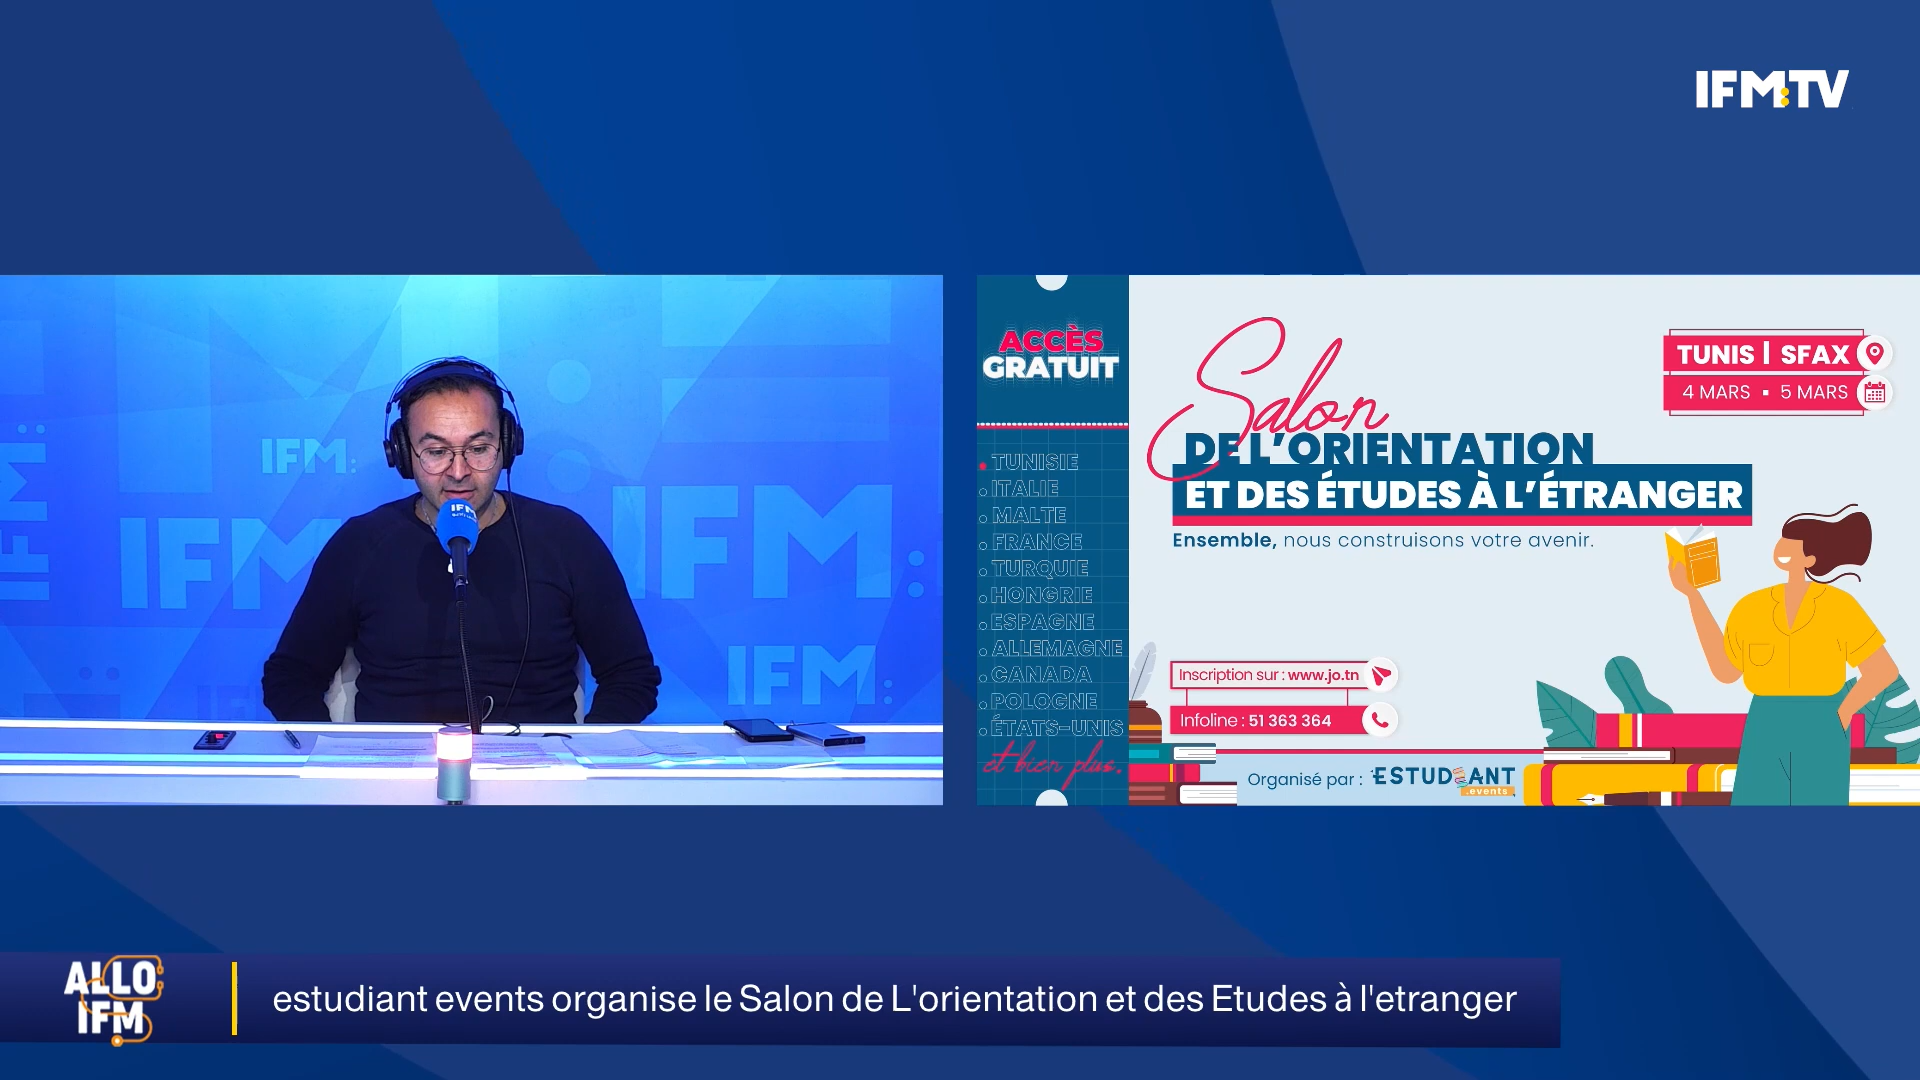 IFM:TV
IFM:
IFM
IFM:
IFM:
IFM:
IFM
ACCÈS
GRATUIT
TUNISIE
ITALIE
MALTE
FRANCE
TURQUIE
HONGRIE
ESPAGNE
ALLEMAGNE
CANADA
POLOGNE
ÉTATS-UNIS
et bien plus.
Salon
DE L'ORIENTATION
ET DES ÉTUDES À L'ÉTRANGER
Ensemble, nous construisons votre avenir.
TUNIS | SFAX
4 MARS ▪ 5 MARS
Inscription sur : www.jo.tn
Infoline : 51 363 364
Organisé par : ESTUDIANT
.events
ALLO
IFM
estudiant events organise le Salon de L'orientation et des Etudes à l'etranger